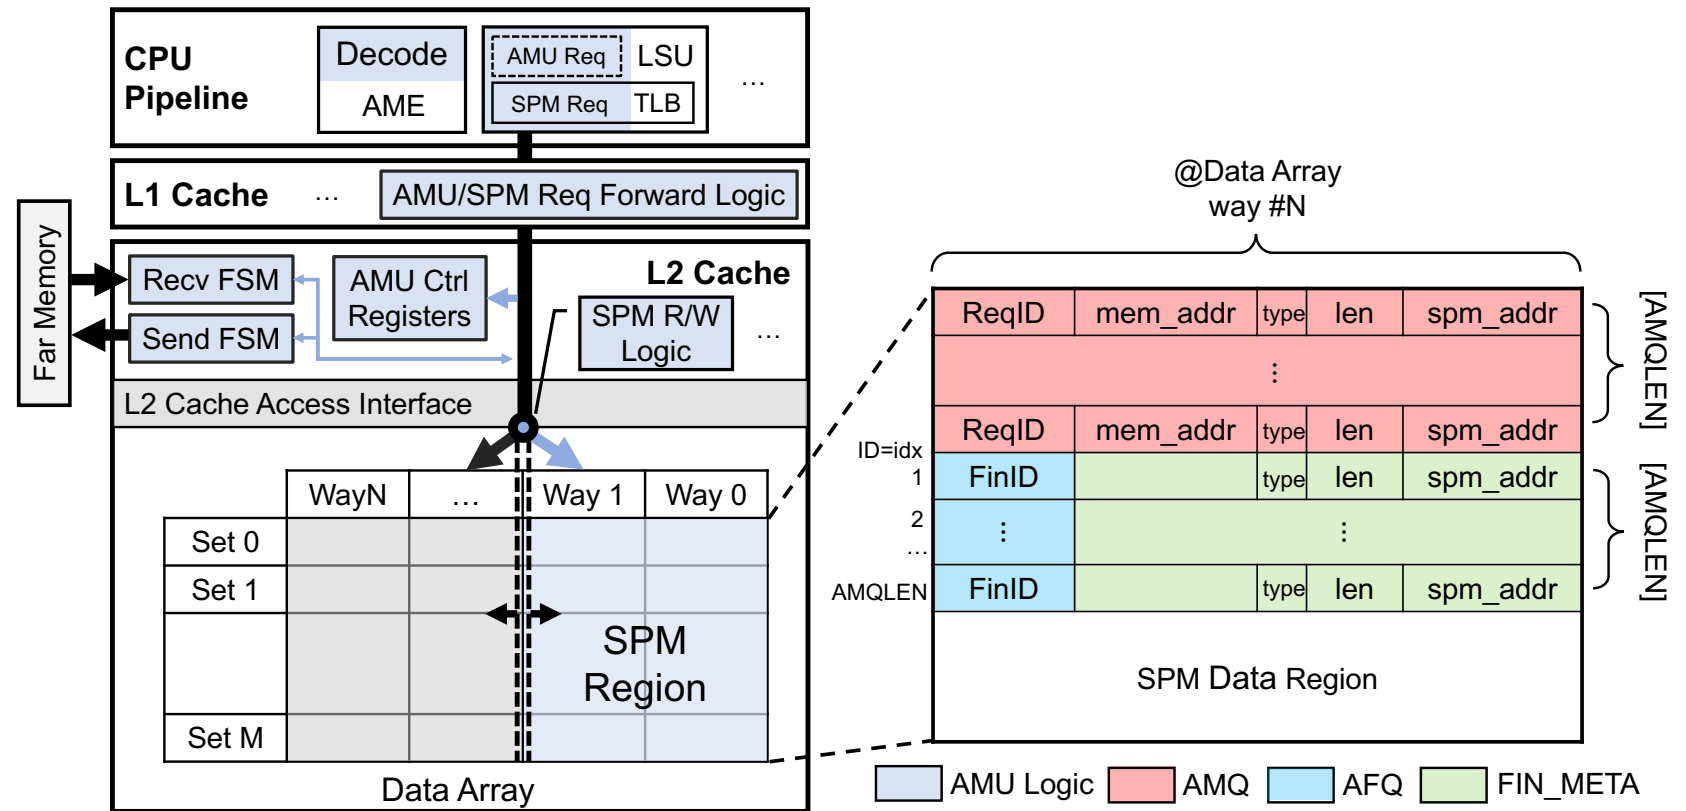 CPU
Pipeline
Decode
AME
AMU Req
LSU
SPM Req
TLB
...
L1 Cache
...
AMU/SPM Req Forward Logic
Far Memory
Recv FSM
Send FSM
AMU Ctrl
Registers
L2 Cache
SPM R/W
Logic
...
L2 Cache Access Interface
WayN
...
Way 1
Way 0
Set 0
Set 1
Set M
SPM
Region
Data Array
@Data Array
way #N
ReqID mem_addr type len spm_addr
⋮
ReqID mem_addr type len spm_addr
[AMQLEN]
ID=idx
1
FinID type len spm_addr
2
⋮ ⋮
...
AMQLEN
FinID type len spm_addr
[AMQLEN]
SPM Data Region
AMU Logic
AMQ
AFQ
FIN_META